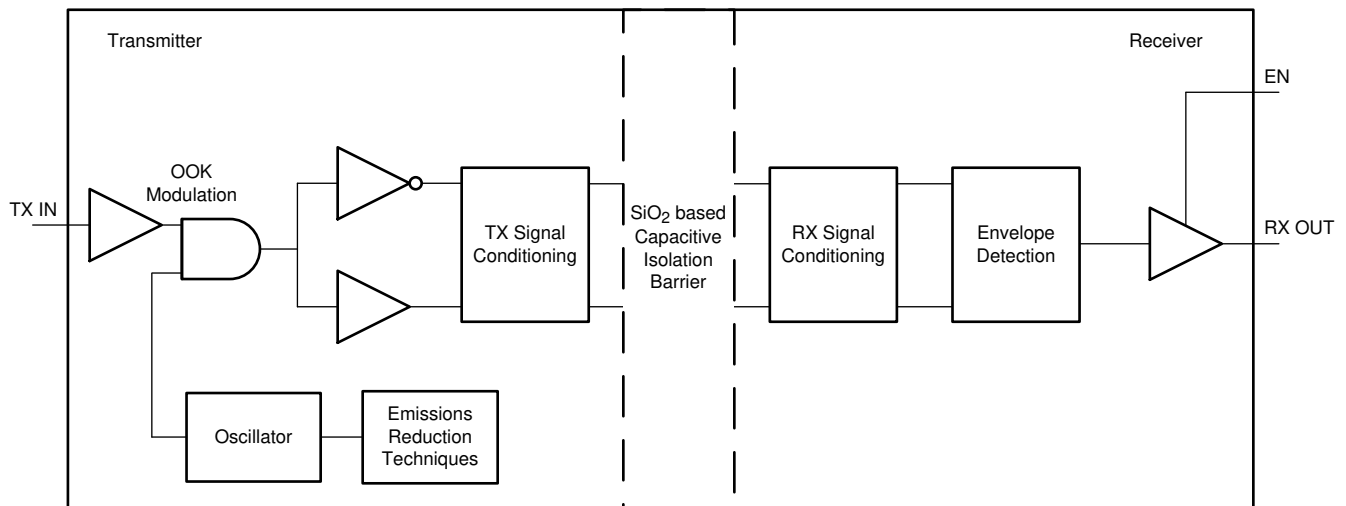 Transmitter
Receiver
EN
OOK
Modulation
TX IN
TX Signal
Conditioning
SiO2 based
Capacitive
Isolation
Barrier
RX Signal
Conditioning
Envelope
Detection
RX OUT
Oscillator
Emissions
Reduction
Techniques